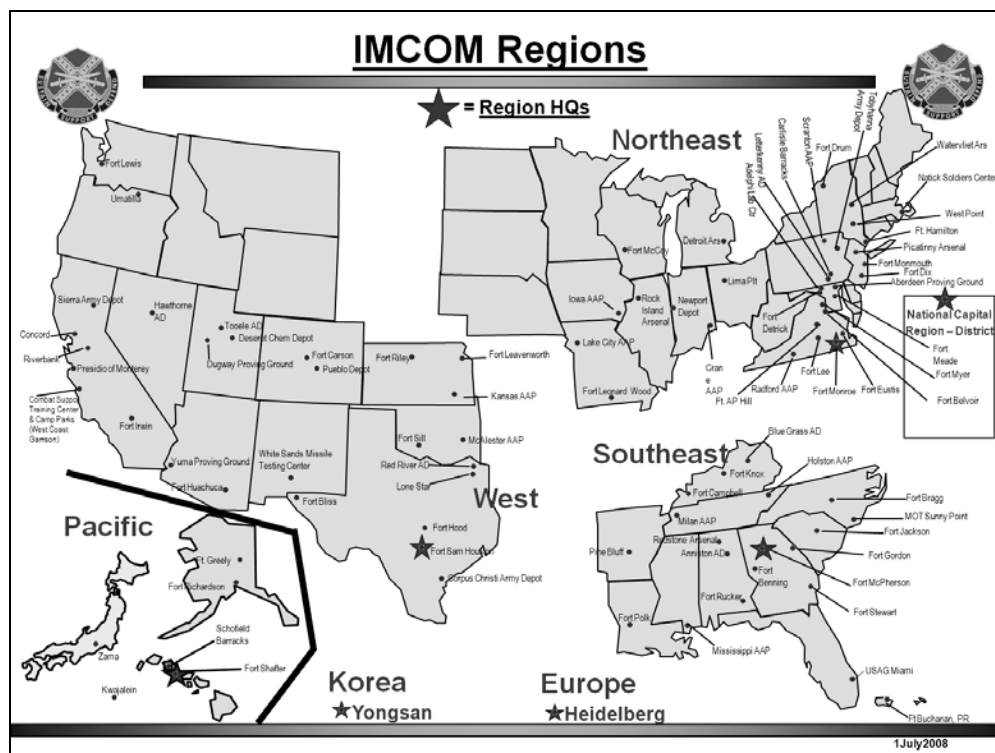 IMCOM Regions
SUSTAIN SUPPORT DEFEND
SUSTAIN SUPPORT DEFEND
= Region HQs
Northeast
Fort Lewis
Umatilla
Sierra Army Depot
Hawthorne
AD
Concord
Riverbank
Presidio of Monterey
Combat Suppo
Training Center
& Camp Parks
(West Coast
Garrison)
Fort Irwin
Tooele AD
Deseret Chem Depot
Dugway Proving Ground
Fort Carson
Pueblo Depot
Fort Riley
Fort Leavenworth
Kansas AAP
Yuma Proving Ground
Fort Huachuca
White Sands Missile
Testing Center
Fort Bliss
Fort Sill
McAlester AAP
Red River AD
Lone Star
West
Fort Hood
Fort Sam Houston
Corpus Christi Army Depot
Fort McCoy
Detroit Ars
Iowa AAP
Rock
Island
Arsenal
Newport
Depot
Lima Plt
Lake City AAP
Fort Leonard Wood
Cran
e AAP
Adelphi Lab Ctr
Letterkenny AD
Carlisle Barracks
Scranton AAP
Fort Drum
Tobyhanna
Army Depot
Watervliet Ars
Natick Soldiers Center
West Point
Ft. Hamilton
Picatinny Arsenal
Fort Monmouth
Fort Dix
Aberdeen Proving Ground
National Capital
Region – District
Fort
Meade
Fort Myer
Fort Belvoir
Fort
Detrick
Fort Lee
Fort Eustis
Fort Monroe
Radford AAP
Ft. AP Hill
Southeast
Blue Grass AD
Fort Knox
Holston AAP
Fort Campbell
Milan AAP
Fort Bragg
MOT Sunny Point
Fort Jackson
Fort Gordon
Fort McPherson
Fort Stewart
Redstone Arsenal
Anniston AD
Pine Bluff
Fort
Benning
Fort Rucker
Fort Polk
Mississippi AAP
USAG Miami
Ft Buchanan, PR
Pacific
Ft. Greely
Fort Richardson
Schofield
Barracks
Fort Shafter
Zama
Kwajalein
Korea
Yongsan
Europe
Heidelberg
1July2008